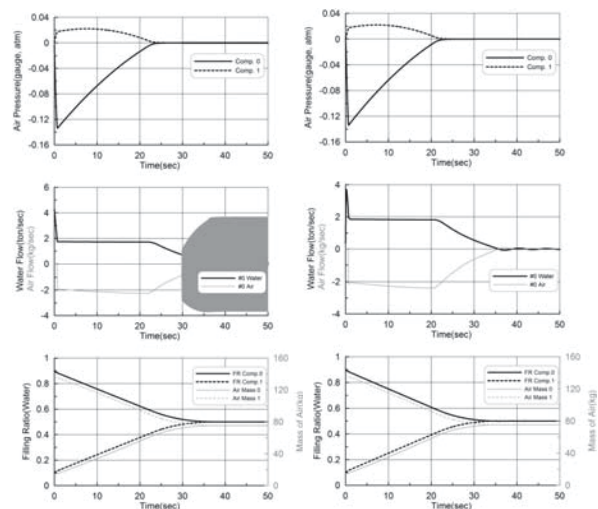 0.04
0
-0.04
-0.08
-0.12
-0.16
Air Pressure(gauge, atm)
Comp. 0
Comp. 1
0 10 20 30 40 50
Time(sec)
0.04
0
-0.04
-0.08
-0.12
-0.16
Air Pressure(gauge, atm)
Comp. 0
Comp. 1
0 10 20 30 40 50
Time(sec)
6
4
2
0
-2
-4
Water Flow(ton/sec)
Air Flow(kg/sec)
#0 Water
#0 Air
0 10 20 30 40 50
Time(sec)
4
2
0
-2
-4
Water Flow(ton/sec)
Air Flow(kg/sec)
#0 Water
#0 Air
0 10 20 30 40 50
Time(sec)
1
0.8
0.6
0.4
0.2
0
Filling Ratio(Water)
FR Comp.0
FR Comp.1
Air Mass 0
Air Mass 1
160
120
80
40
0
Mass of Air(kg)
0 10 20 30 40 50
Time(sec)
1
0.8
0.6
0.4
0.2
0
Filling Ratio(Water)
FR Comp.0
FR Comp.1
Air Mass 0
Air Mass 1
160
120
80
40
0
Mass of Air(kg)
0 10 20 30 40 50
Time(sec)